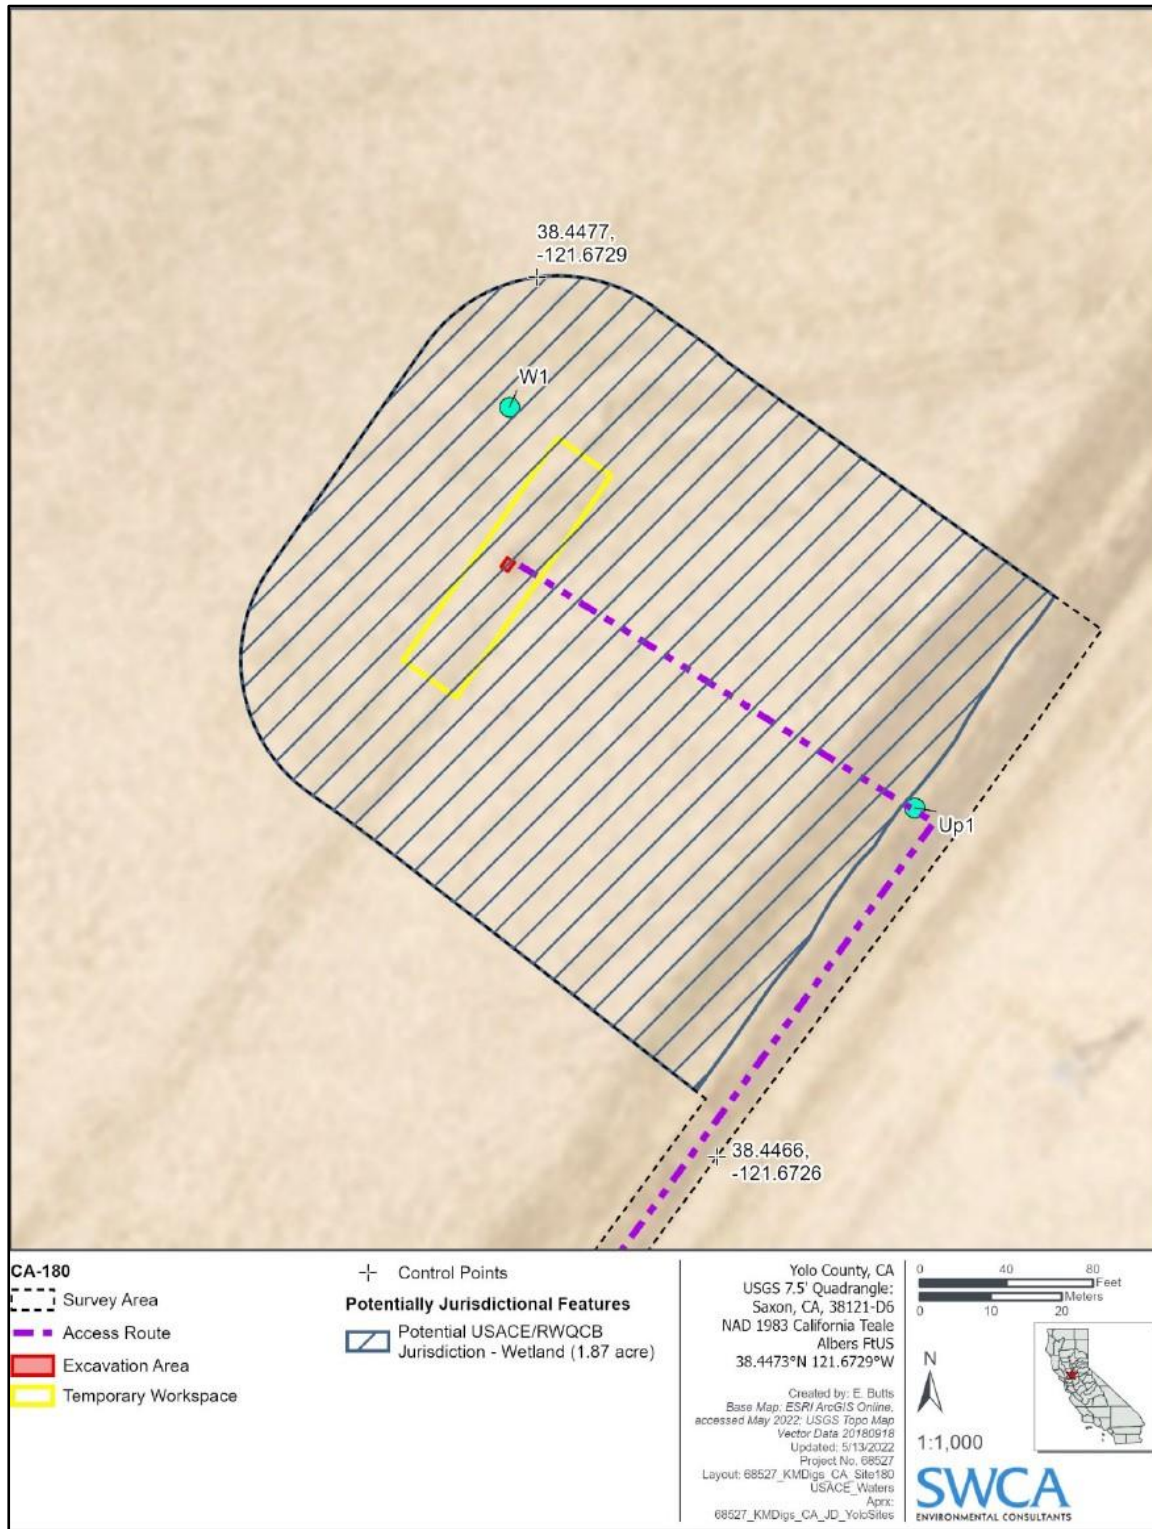 38.4477,
-121.6729
W1
Up1
38.4466,
-121.6726
CA-180
Survey Area
Access Route
Excavation Area
Temporary Workspace
Control Points
Potentially Jurisdictional Features
Potential USACE/RWQCB
Jurisdiction - Wetland (1.87 acre)
Yolo County, CA
USGS 7.5' Quadrangle:
Saxon, CA, 38121-D6
NAD 1983 California Teale
Albers FtUS
38.4473°N 121.6729°W
Created by: E. Butts
Base Map: ESRI ArcGIS Online,
accessed May 2022; USGS Topo Map
Vector Data 20180918
Updated: 5/13/2022
Project No. 68527
Layout: 68527_KMDigs_CA_Site180
USACE_Waters
Aprx:
68527_KMDigs_CA_JD_YoloSites
0 40 80
Feet
Meters
0 10 20
N
1:1,000
SWCA
ENVIRONMENTAL CONSULTANTS